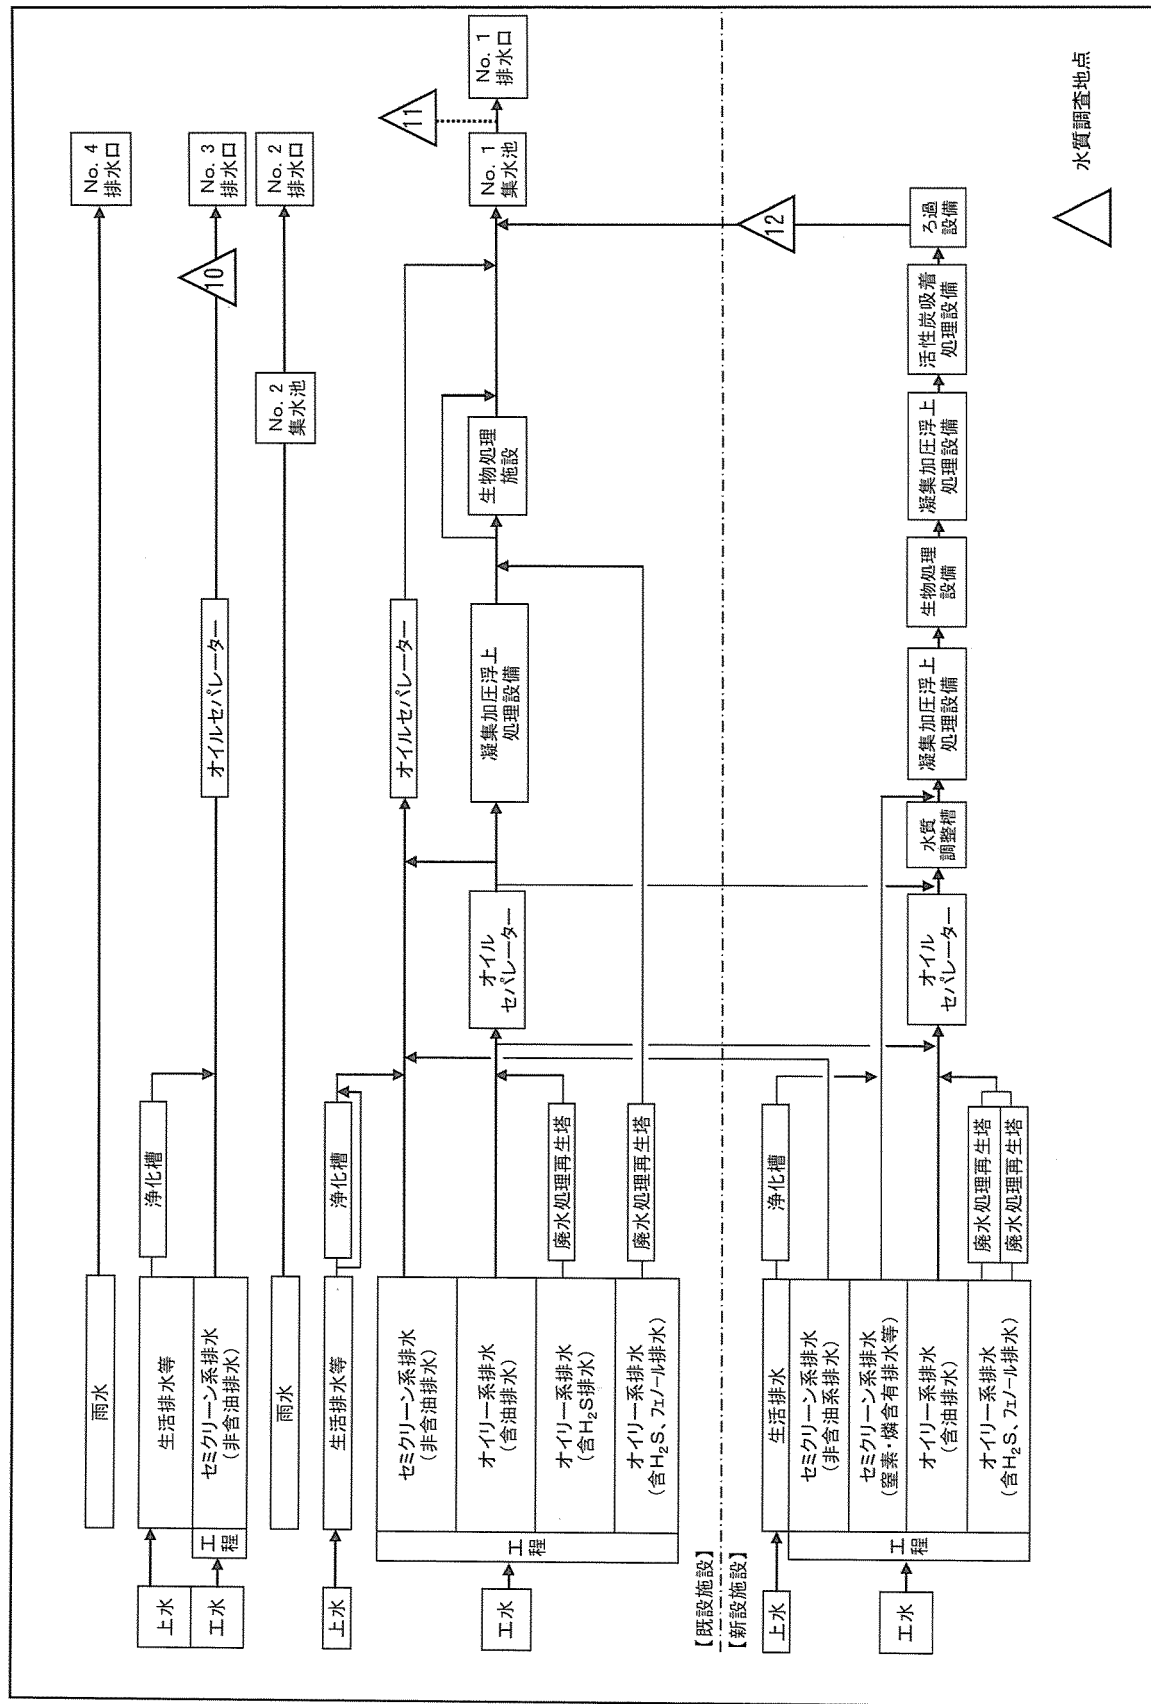 雨水
No. 4
排水口
上水
工水
生活排水等
工程
セミクリーン系排水
(非含油排水)
浄化槽
オイルセパレーター
10
No. 3
排水口
雨水
No. 2
集水池
No. 2
排水口
上水
生活排水等
浄化槽
工水
工程
セミクリーン系排水
(非含油排水)
オイリー系排水
(含油排水)
オイリー系排水
(含H₂S排水)
オイリー系排水
(含H₂S、フェノール排水)
廃水処理再生塔
廃水処理再生塔
オイル
セパレーター
オイルセパレーター
凝集加圧浮上
処理設備
生物処理
施設
No. 1
集水池
11
No. 1
排水口
【既設施設】
【新設施設】
上水
生活排水
浄化槽
工水
工程
セミクリーン系排水
(非含油系排水)
セミクリーン系排水
(窒素・燐含有排水等)
オイリー系排水
(含油排水)
オイリー系排水
(含H₂S、フェノール排水)
廃水処理再生塔
廃水処理再生塔
オイル
セパレーター
水質
調整槽
凝集加圧浮上
処理設備
生物処理
設備
凝集加圧浮上
処理設備
活性炭吸着
処理設備
ろ過
設備
12
水質調査地点